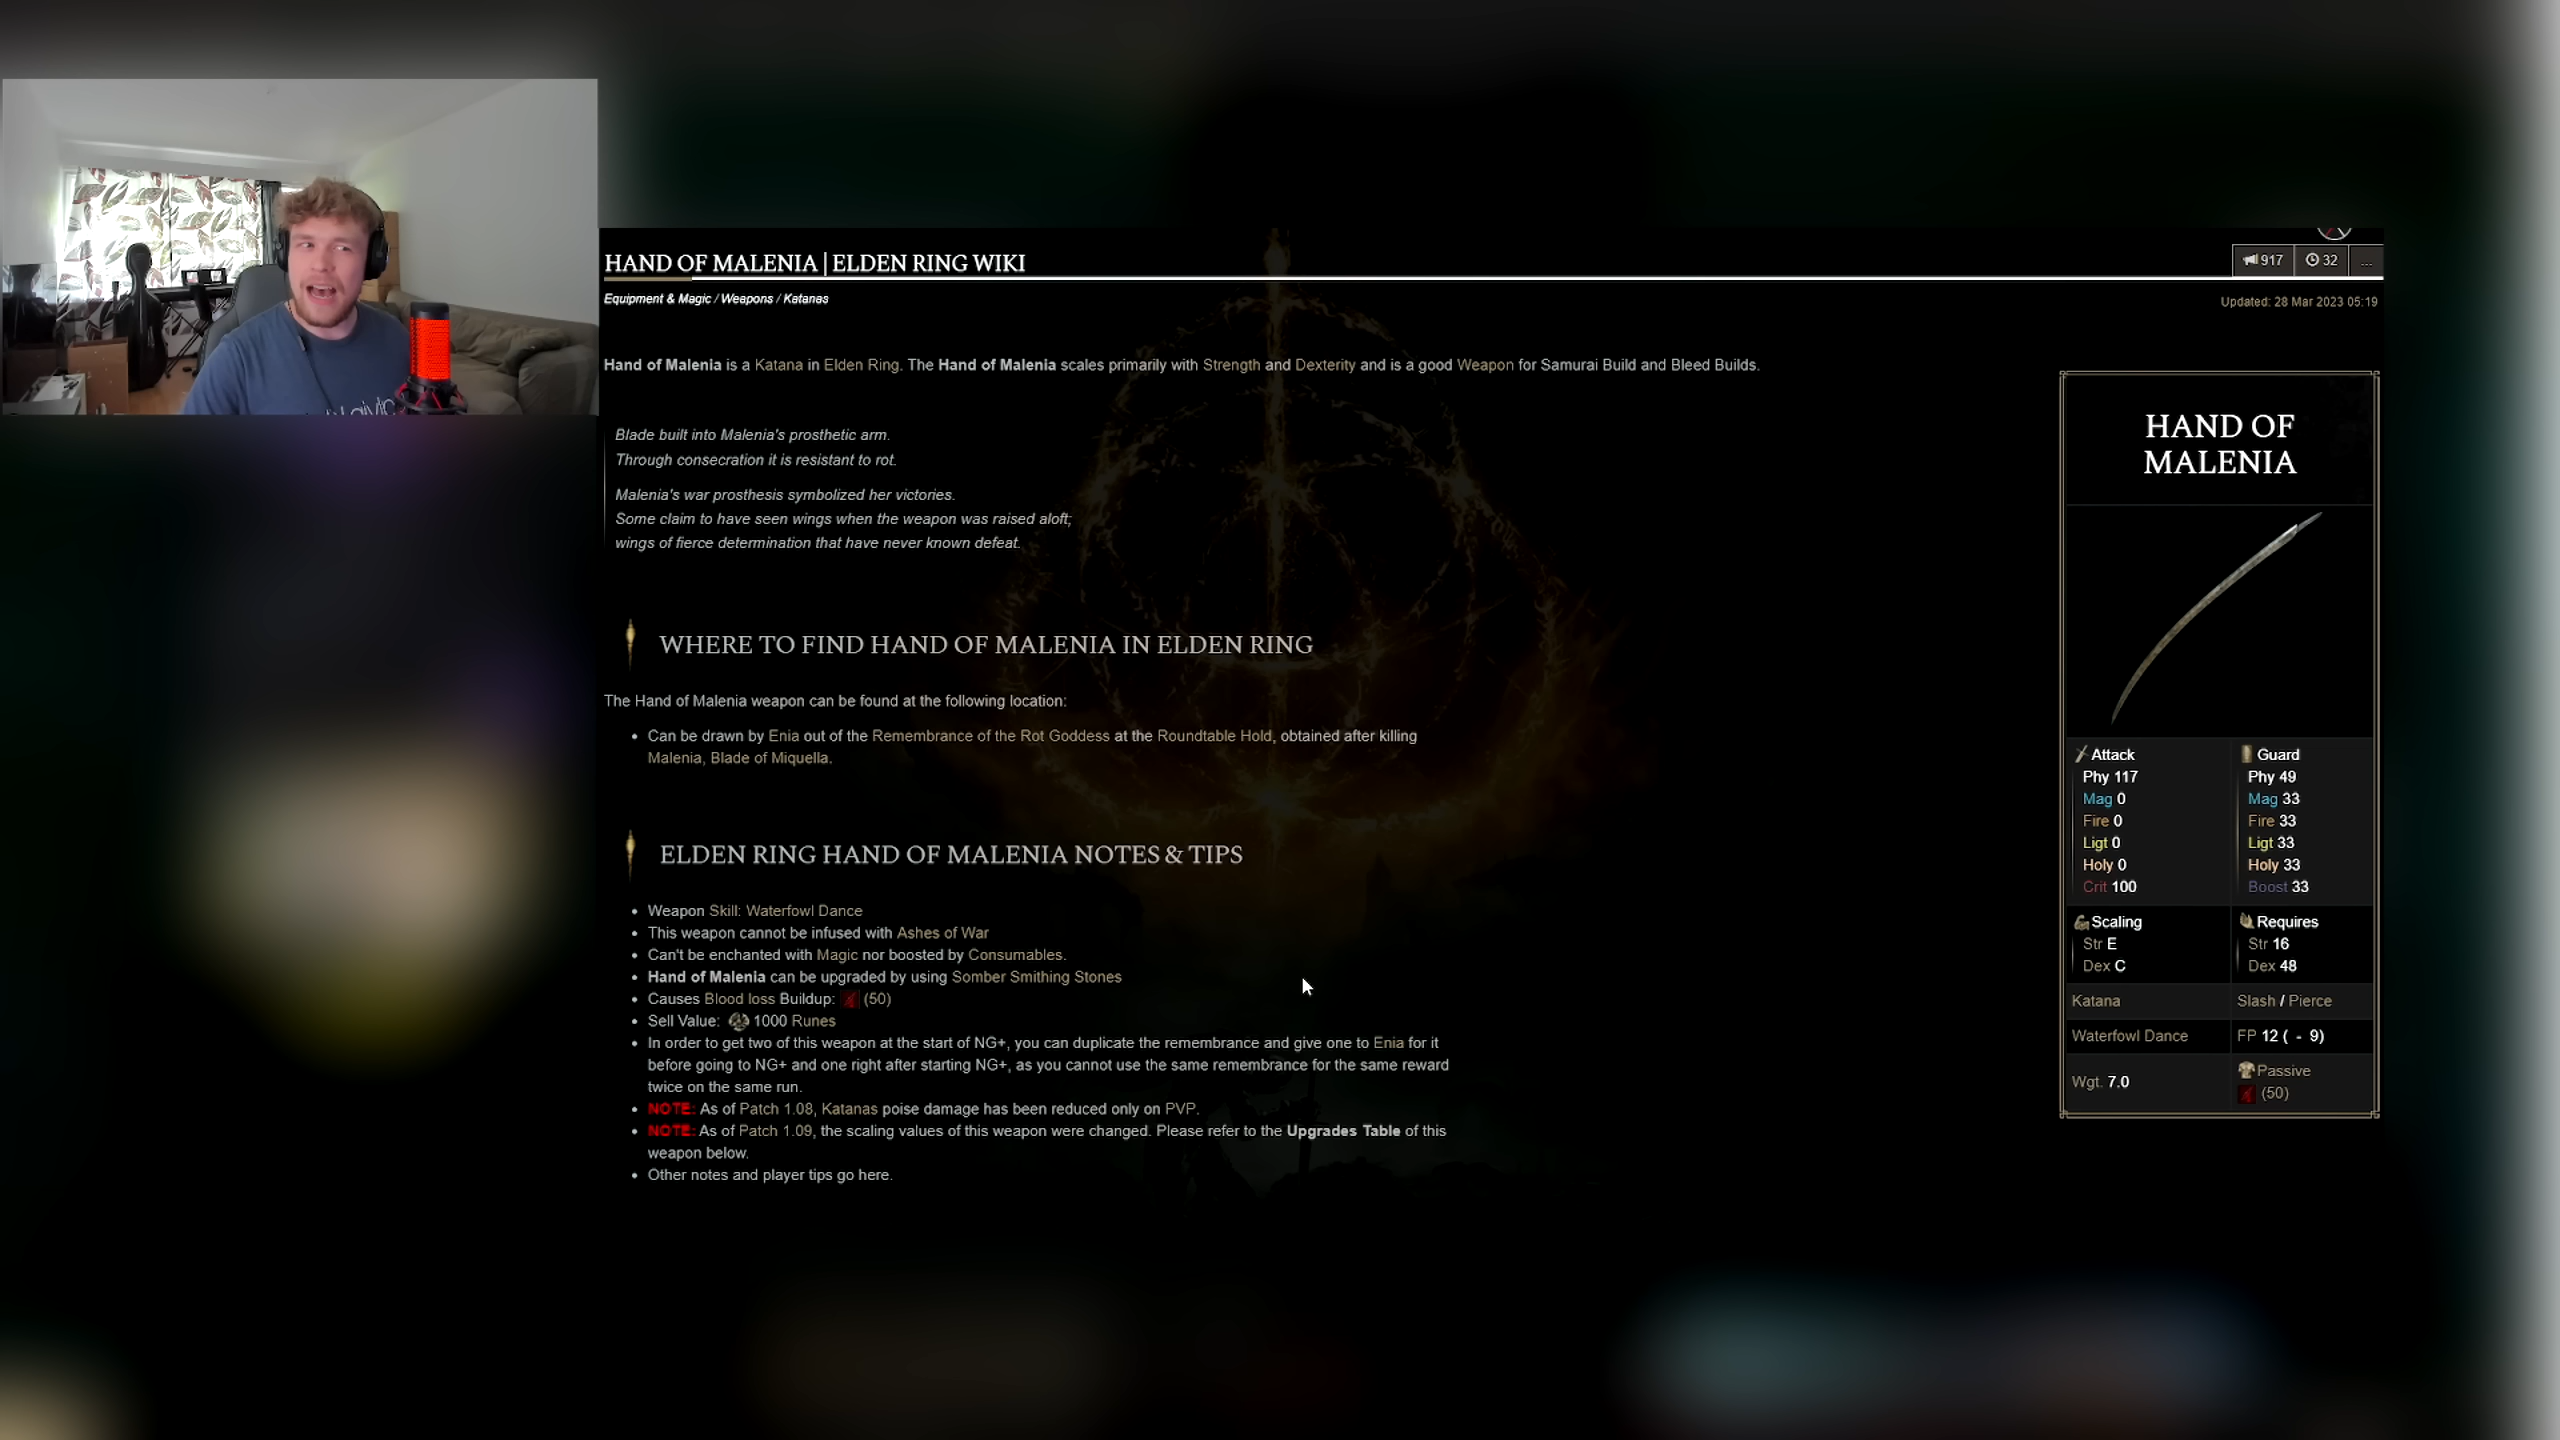 HAND OF MALENIA | ELDEN RING WIKI
917
32
...
Equipment & Magic / Weapons / Katanas
Updated: 28 Mar 2023 05:19
Hand of Malenia is a Katana in Elden Ring. The Hand of Malenia scales primarily with Strength and Dexterity and is a good Weapon for Samurai Build and Bleed Builds.
Blade built into Malenia's prosthetic arm.
Through consecration it is resistant to rot.
Malenia's war prosthesis symbolized her victories.
Some claim to have seen wings when the weapon was raised aloft;
wings of fierce determination that have never known defeat.
WHERE TO FIND HAND OF MALENIA IN ELDEN RING
The Hand of Malenia weapon can be found at the following location:
• Can be drawn by Enia out of the Remembrance of the Rot Goddess at the Roundtable Hold, obtained after killing
Malenia, Blade of Miquella.
ELDEN RING HAND OF MALENIA NOTES & TIPS
• Weapon Skill: Waterfowl Dance
• This weapon cannot be infused with Ashes of War
• Can't be enchanted with Magic nor boosted by Consumables.
• Hand of Malenia can be upgraded by using Somber Smithing Stones
• Causes Blood loss Buildup: (50)
• Sell Value: 1000 Runes
• In order to get two of this weapon at the start of NG+, you can duplicate the remembrance and give one to Enia for it
before going to NG+ and one right after starting NG+, as you cannot use the same remembrance for the same reward
twice on the same run.
• NOTE: As of Patch 1.08, Katanas poise damage has been reduced only on PVP.
• NOTE: As of Patch 1.09, the scaling values of this weapon were changed. Please refer to the Upgrades Table of this
weapon below.
• Other notes and player tips go here.
HAND OF
MALENIA
Attack
Phy 117
Mag 0
Fire 0
Ligt 0
Holy 0
Crit 100
Guard
Phy 49
Mag 33
Fire 33
Ligt 33
Holy 33
Boost 33
Scaling
Str E
Dex C
Requires
Str 16
Dex 48
Katana
Slash / Pierce
Waterfowl Dance
FP 12 ( - 9)
Wgt. 7.0
Passive
(50)